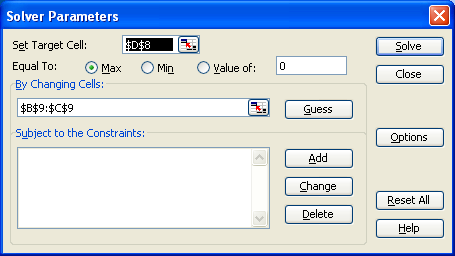 Solver Parameters
Set Target Cell: $D$8 Solve
Equal To: Max Min Value of: 0 Close
By Changing Cells:
$B$9:$C$9 Guess
Subject to the Constraints: Options
Add
Change Reset All
Delete Help